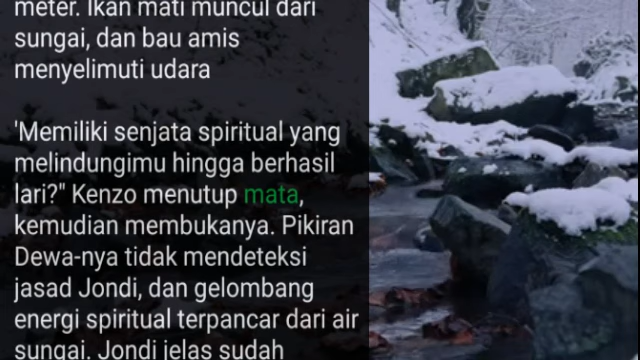 meter. Ikan mati muncul dari
sungai, dan bau amis
menyelimuti udara
'Memiliki senjata spiritual yang
melindungimu hingga berhasil
lari?" Kenzo menutup mata,
kemudian membukanya. Pikiran
Dewa-nya tidak mendeteksi
jasad Jondi, dan gelombang
energi spiritual terpancar dari air
sungai. Jondi jelas sudah